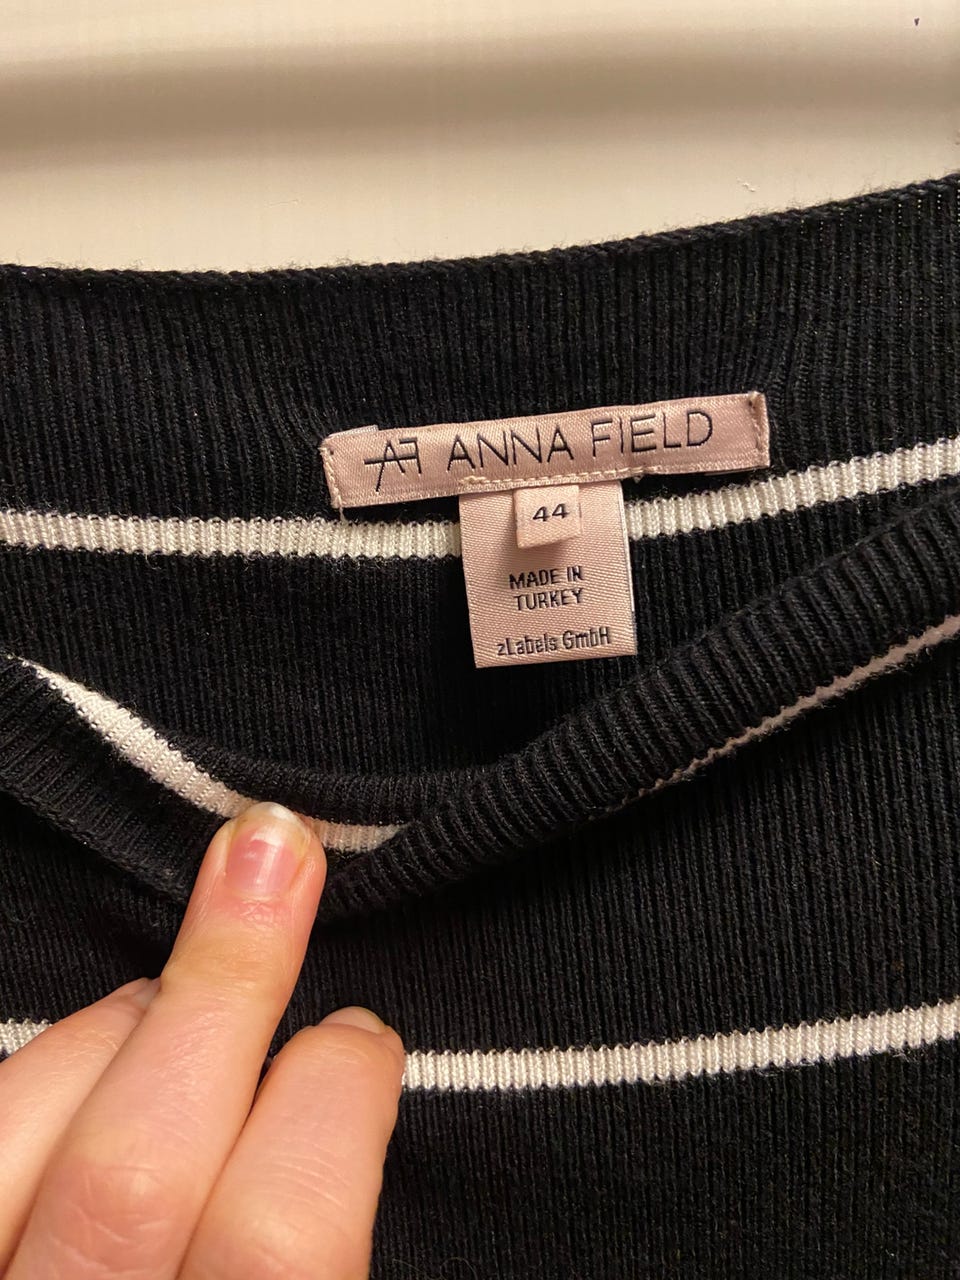 AF ANNA FIELD
44
MADE IN
TURKEY
zLabels GmbH